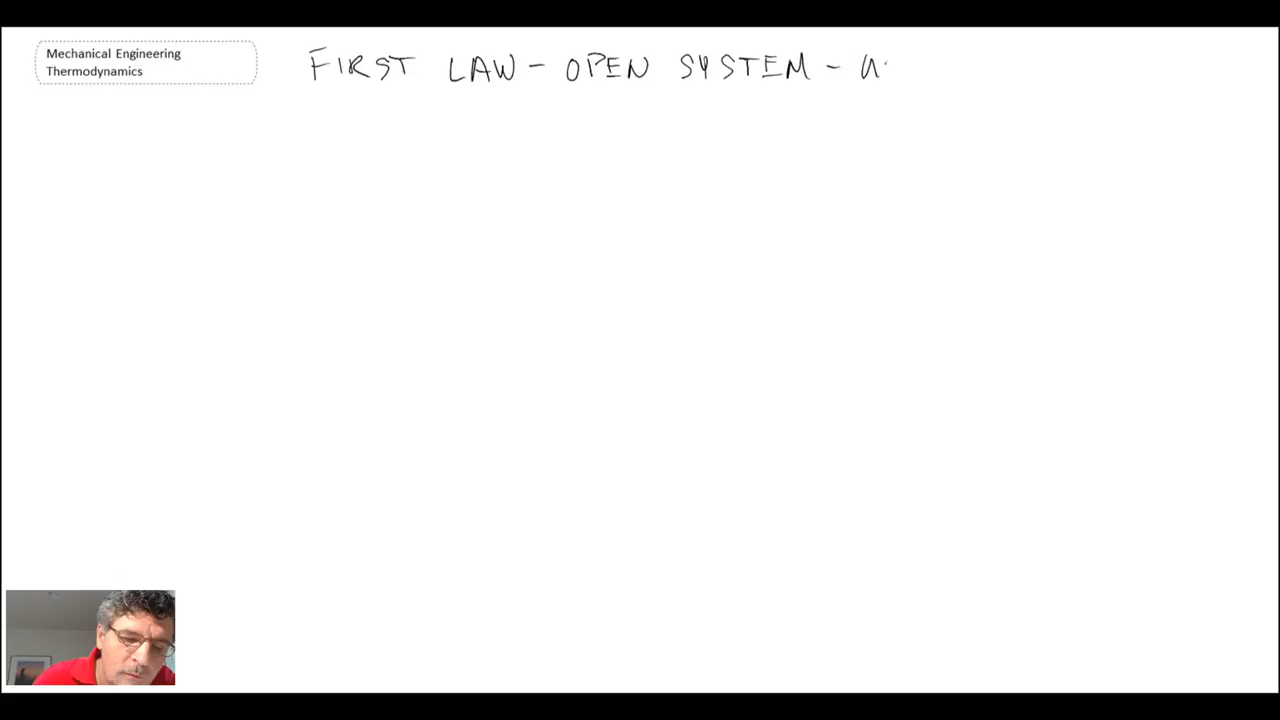 Mechanical Engineering
Thermodynamics
FIRST LAW - OPEN SYSTEM - U